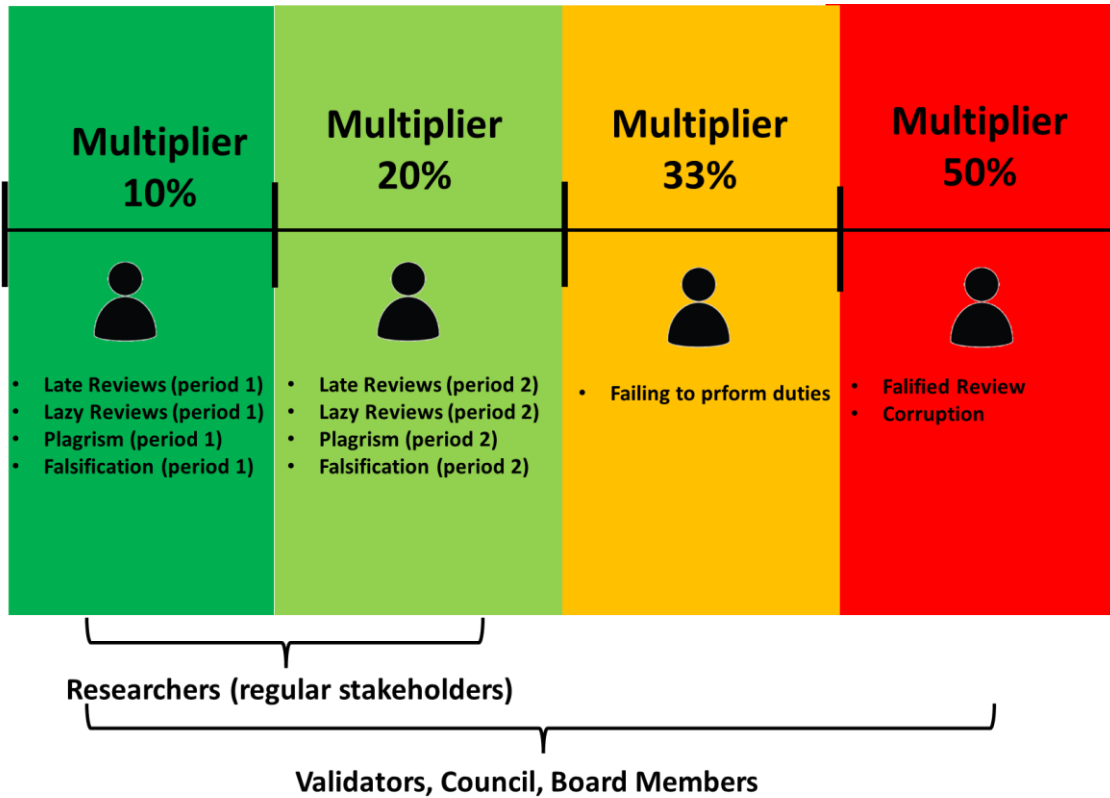 Multiplier
10%
Multiplier
20%
Multiplier
33%
Multiplier
50%
• Late Reviews (period 1)
• Lazy Reviews (period 1)
• Plagrism (period 1)
• Falsification (period 1)
• Late Reviews (period 2)
• Lazy Reviews (period 2)
• Plagrism (period 2)
• Falsification (period 2)
• Failing to prform duties
• Falified Review
• Corruption
Researchers (regular stakeholders)
Validators, Council, Board Members